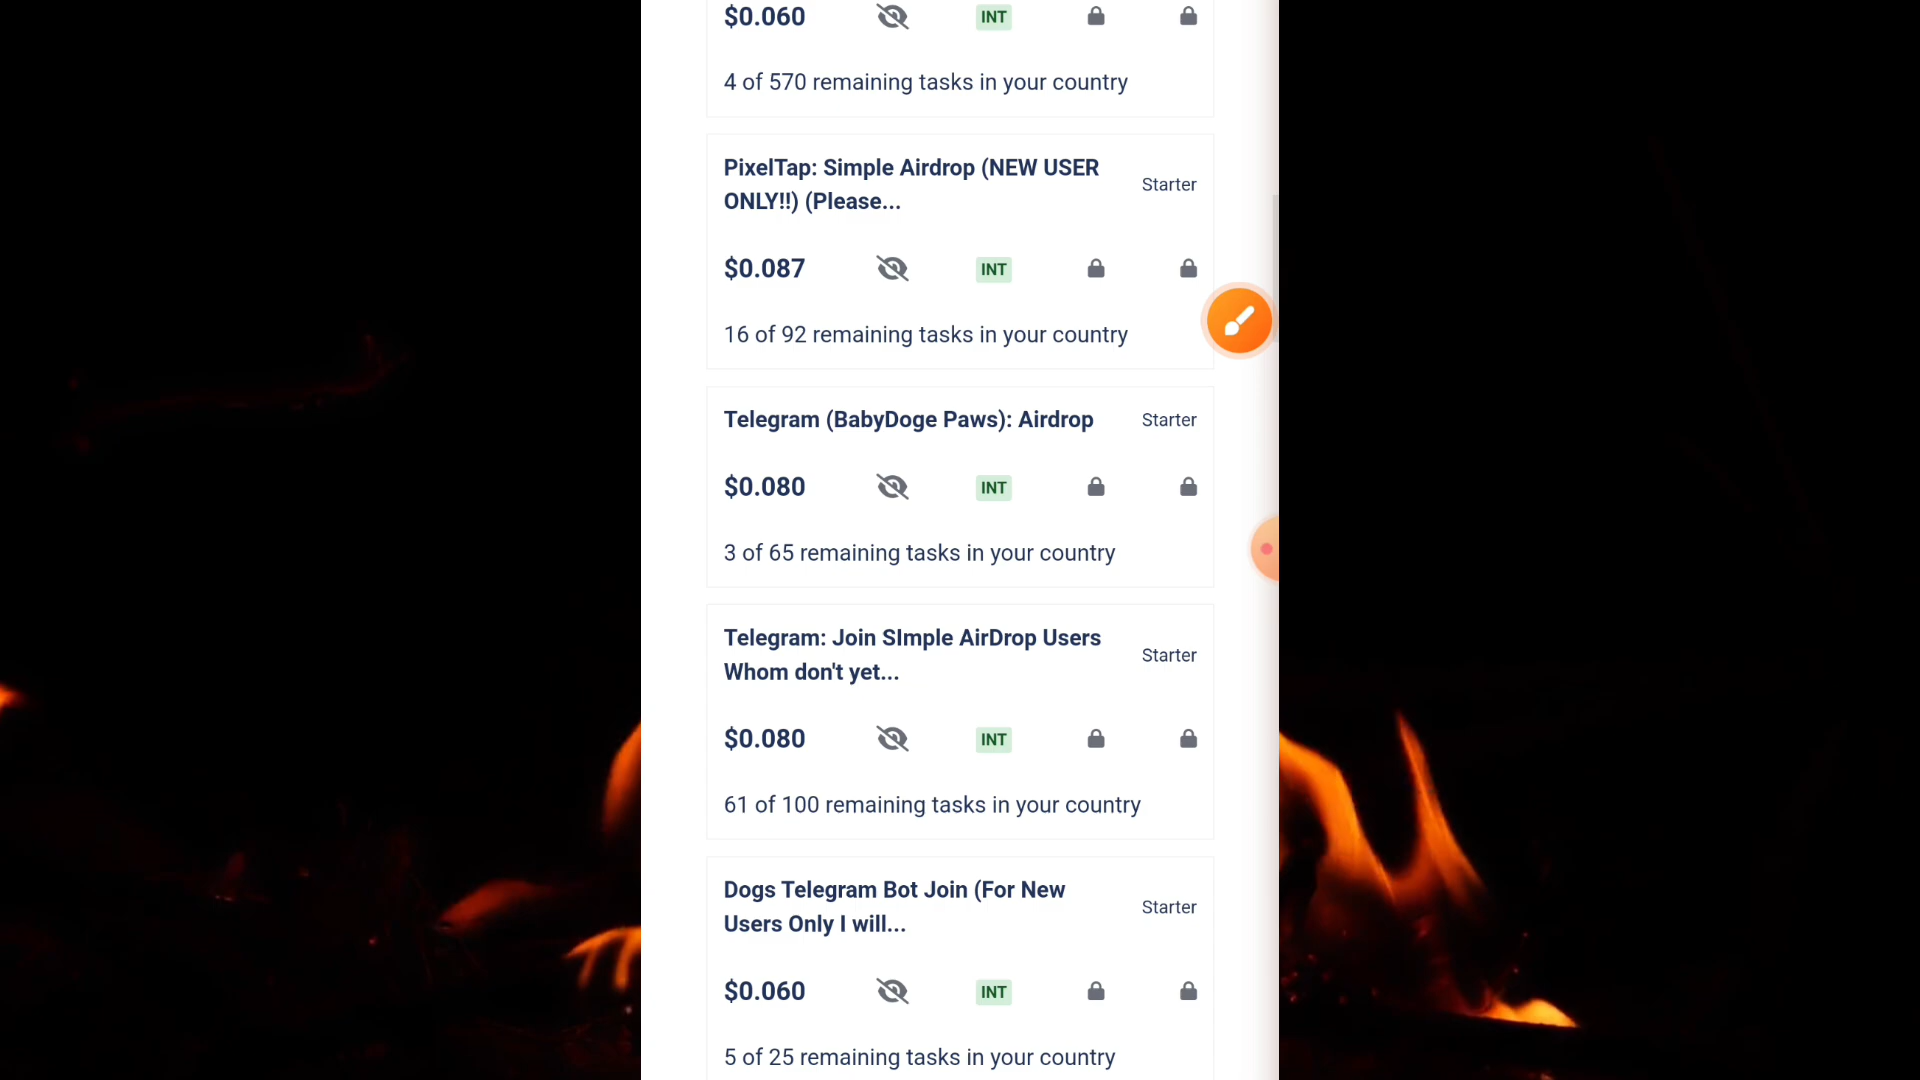 $0.060 INT
4 of 570 remaining tasks in your country
PixelTap: Simple Airdrop (NEW USER
ONLY!!) (Please...
Starter
$0.087 INT
16 of 92 remaining tasks in your country
Telegram (BabyDoge Paws): Airdrop Starter
$0.080 INT
3 of 65 remaining tasks in your country
Telegram: Join SImple AirDrop Users
Whom don't yet...
Starter
$0.080 INT
61 of 100 remaining tasks in your country
Dogs Telegram Bot Join (For New
Users Only I will...
Starter
$0.060 INT
5 of 25 remaining tasks in your country